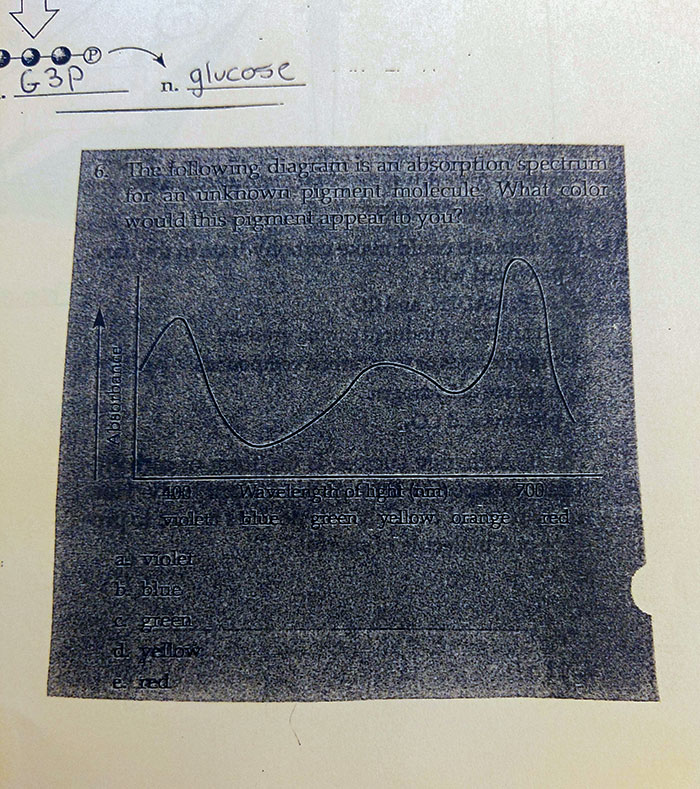 P
G3P n. glucose
6. The following diagram is an absorption spectrum
for an unknown pigment molecule. What color
would this pigment appear to you?
Absorbance
400 Wavelength of light (nm) 700
violet blue green yellow orange red
a. violet
b. blue
c. green
d. yellow
e. red